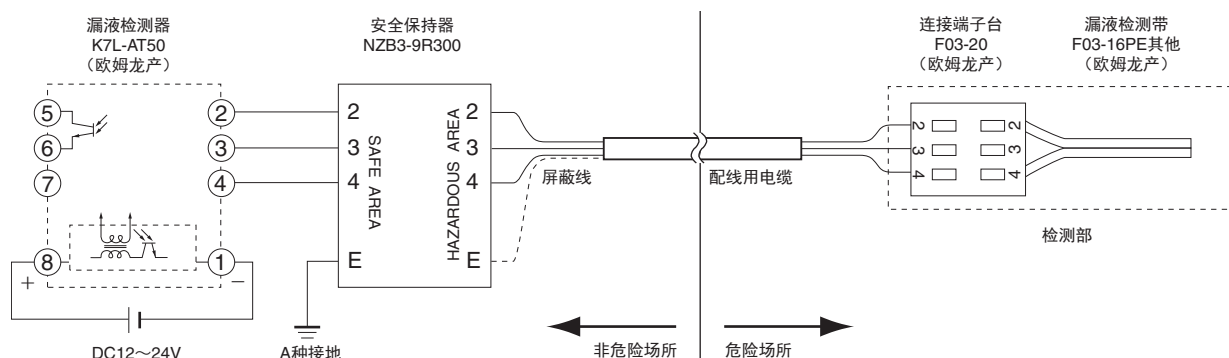 漏液检测器
K7L-AT50
（欧姆龙产）
安全保持器
NZB3-9R300
连接端子台
F03-20
（欧姆龙产）
漏液检测带
F03-16PE其他
（欧姆龙产）
5
6
7
8
2
3
4
1
+
−
DC12～24V
2
3
4
E
SAFE AREA
HAZARDOUS AREA
2
3
4
E
A种接地
屏蔽线
配线用电缆
2
3
4
2
3
4
检测部
非危险场所
危险场所